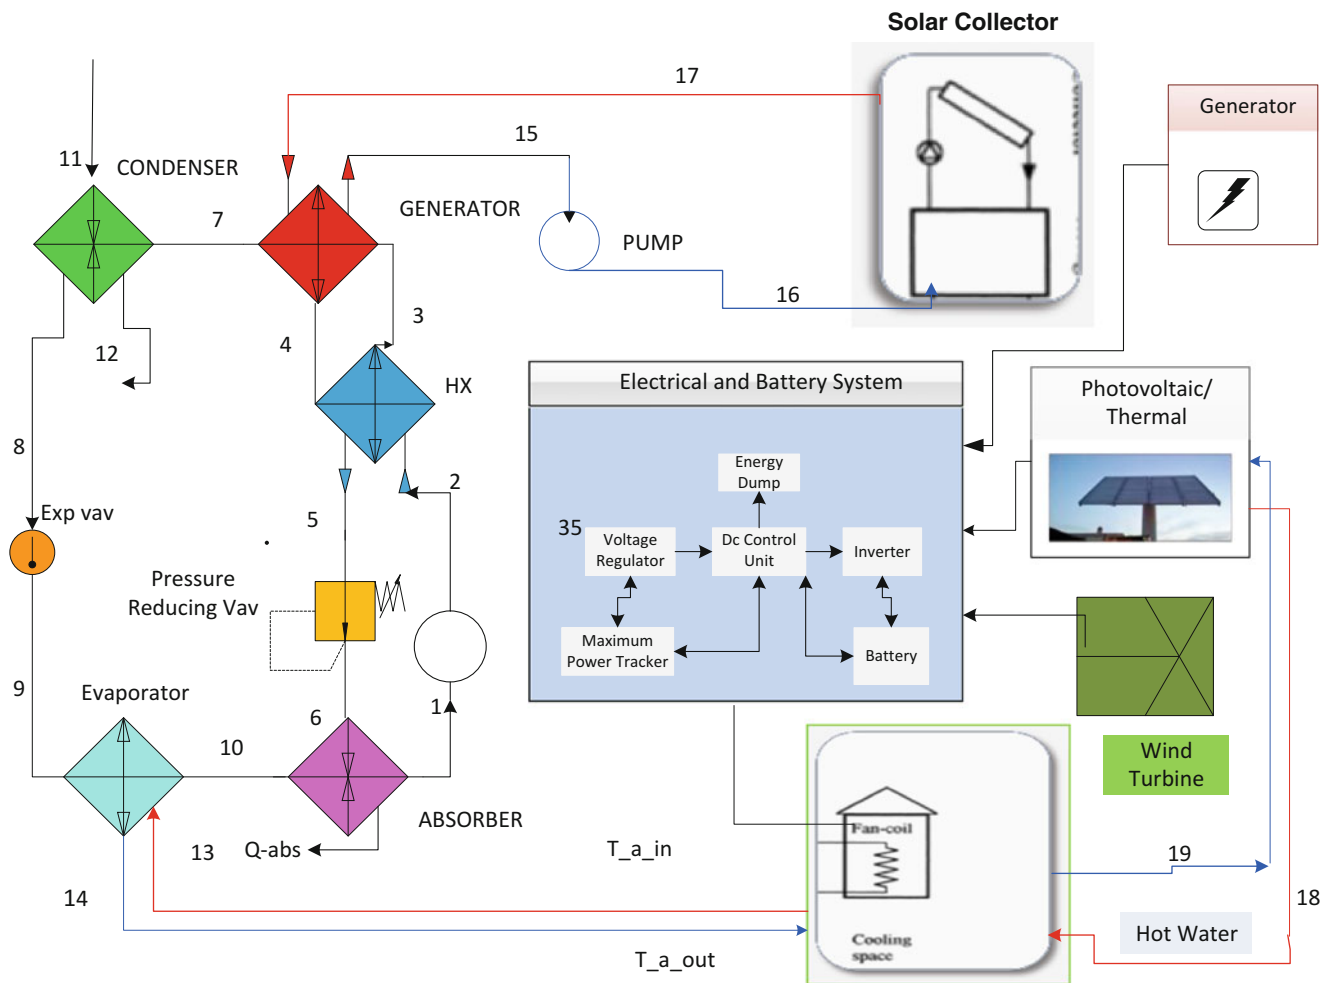 Solar Collector
17
Generator
15
11
CONDENSER
7
GENERATOR
PUMP
16
3
4
12
HX
Electrical and Battery System
Photovoltaic/
Thermal
8
2
Energy
Dump
Exp vav
5
35
Voltage
Regulator
Dc Control
Unit
Inverter
Pressure
Reducing Vav
Maximum
Power Tracker
Battery
9
Evaporator
6
1
10
Wind
Turbine
ABSORBER
Fan-coil
13
Q-abs
T_a_in
19
14
18
Hot Water
Cooling
space
T_a_out